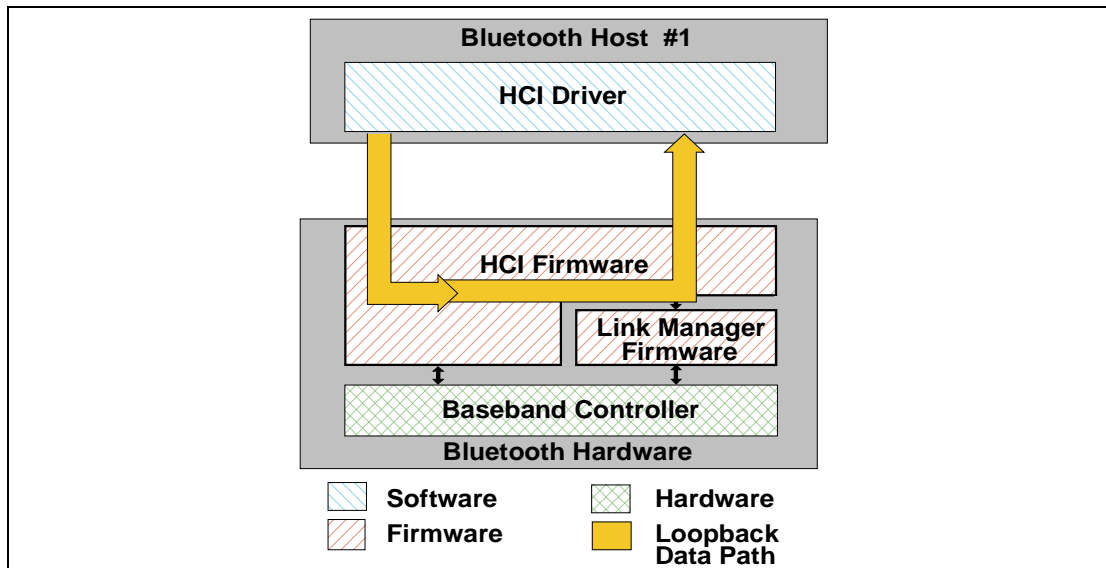 Bluetooth Host #1
HCI Driver
HCI Firmware
Link Manager
Firmware
Baseband Controller
Bluetooth Hardware
Software
Hardware
Firmware
Loopback
Data Path